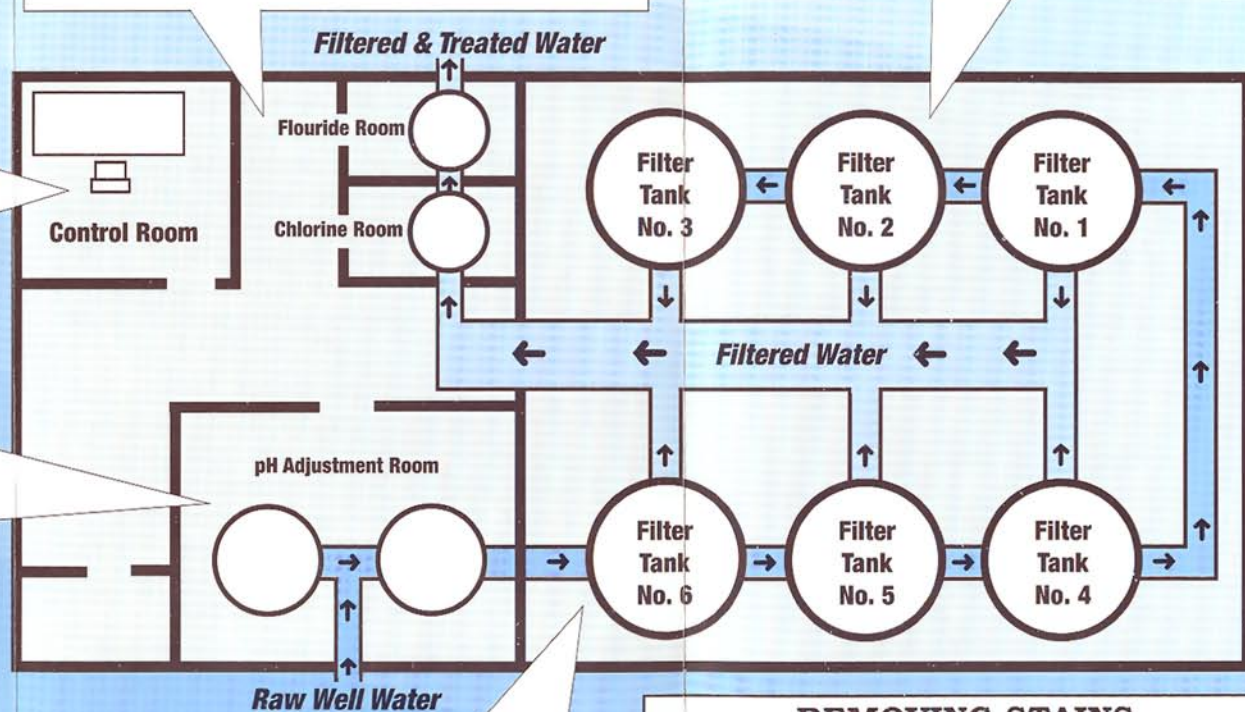 Filtered & Treated Water
Flouride Room
Chlorine Room
Control Room
Filter
Tank
No. 3
Filter
Tank
No. 2
Filter
Tank
No. 1
Filtered Water
pH Adjustment Room
Filter
Tank
No. 6
Filter
Tank
No. 5
Filter
Tank
No. 4
Raw Well Water
REMOVING STAINS